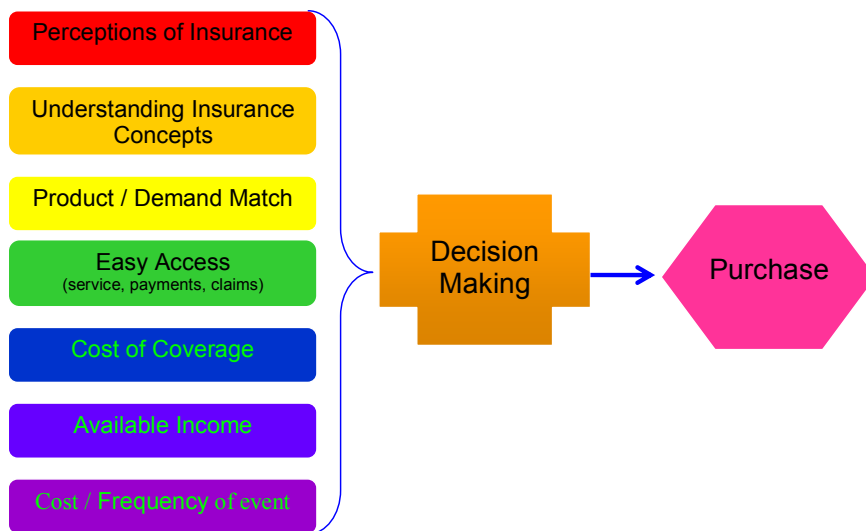 Perceptions of Insurance
Understanding Insurance
Concepts
Product / Demand Match
Easy Access
(service, payments, claims)
Cost of Coverage
Available Income
Cost / Frequency of event
Decision
Making
Purchase